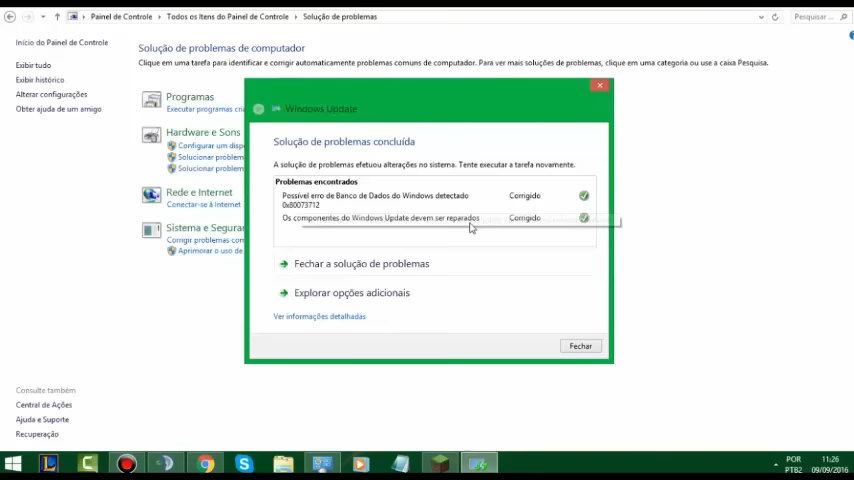 Painel de Controle › Todos os Itens do Painel de Controle › Solução de problemas
Pesquisar ...
Início do Painel de Controle
Exibir tudo
Exibir histórico
Alterar configurações
Obter ajuda de um amigo
Solução de problemas de computador
Clique em uma tarefa para identificar e corrigir automaticamente problemas comuns de computador. Para ver mais soluções de problemas, clique em uma categoria ou use a caixa Pesquisa.
Programas
Executar programas cri
Hardware e Sons
Configurar um disp
Solucionar problem
Solucionar problem
Rede e Internet
Conectar-se à Internet
Sistema e Segurar
Corrigir problemas com
Aprimorar o uso de
Windows Update
Solução de problemas concluída
A solução de problemas efetuou alterações no sistema. Tente executar a tarefa novamente.
Problemas encontrados
Possível erro de Banco de Dados do Windows detectado Corrigido
0x80073712
Os componentes do Windows Update devem ser reparados Corrigido
Fechar a solução de problemas
Explorar opções adicionais
Ver informações detalhadas
Fechar
Consulte também
Central de Ações
Ajuda e Suporte
Recuperação
POR 11:26
PTB2 09/09/2016